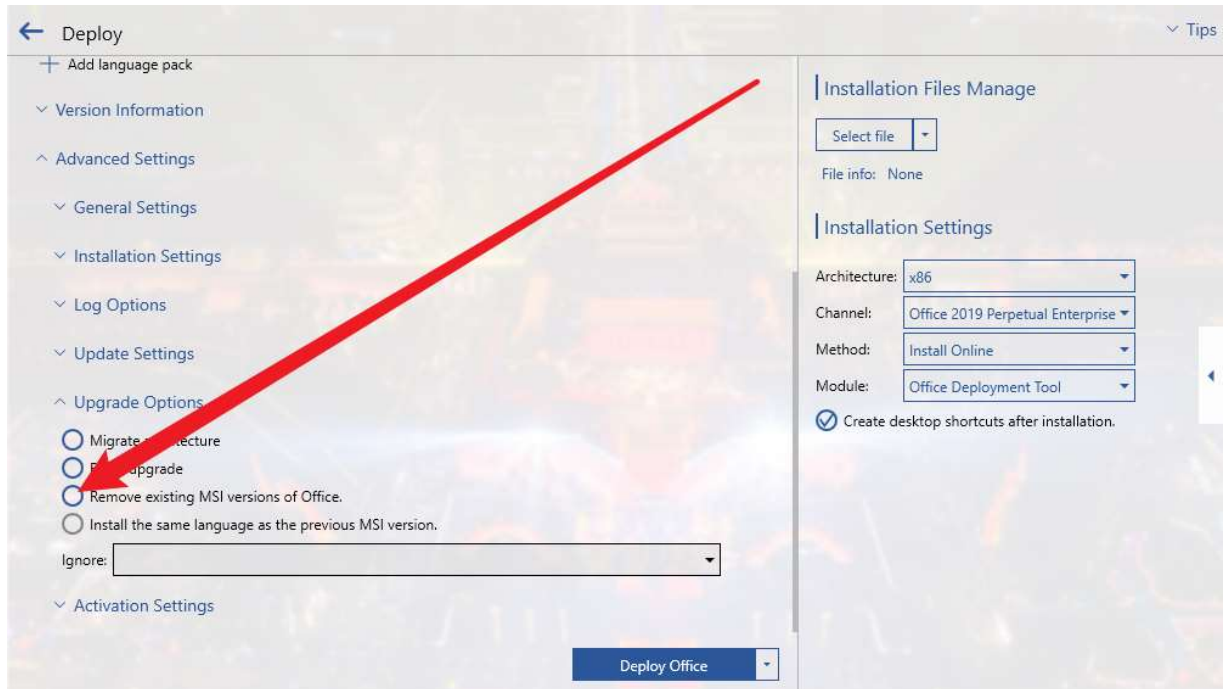 Deploy
Tips
Add language pack
Version Information
Advanced Settings
General Settings
Installation Settings
Log Options
Update Settings
Upgrade Options
Migrate
upgrade
Remove existing MSI versions of Office.
Install the same language as the previous MSI version.
Ignore:
Activation Settings
Deploy Office
Installation Files Manage
Select file
File info: None
Installation Settings
Architecture: x86
Channel: Office 2019 Perpetual Enterprise
Method: Install Online
Module: Office Deployment Tool
Create desktop shortcuts after installation.